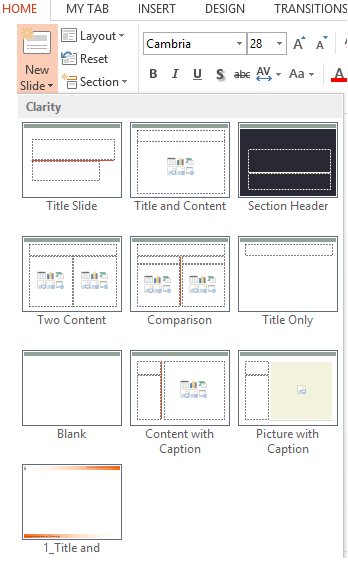 HOME MY TAB INSERT DESIGN TRANSITIONS
New
Slide
Layout
Reset
Section
Cambria 28
B I U S abc AV Aa A
Clarity
Title Slide Title and Content Section Header
Two Content Comparison Title Only
Blank Content with
Caption Picture with
Caption
1_Title and